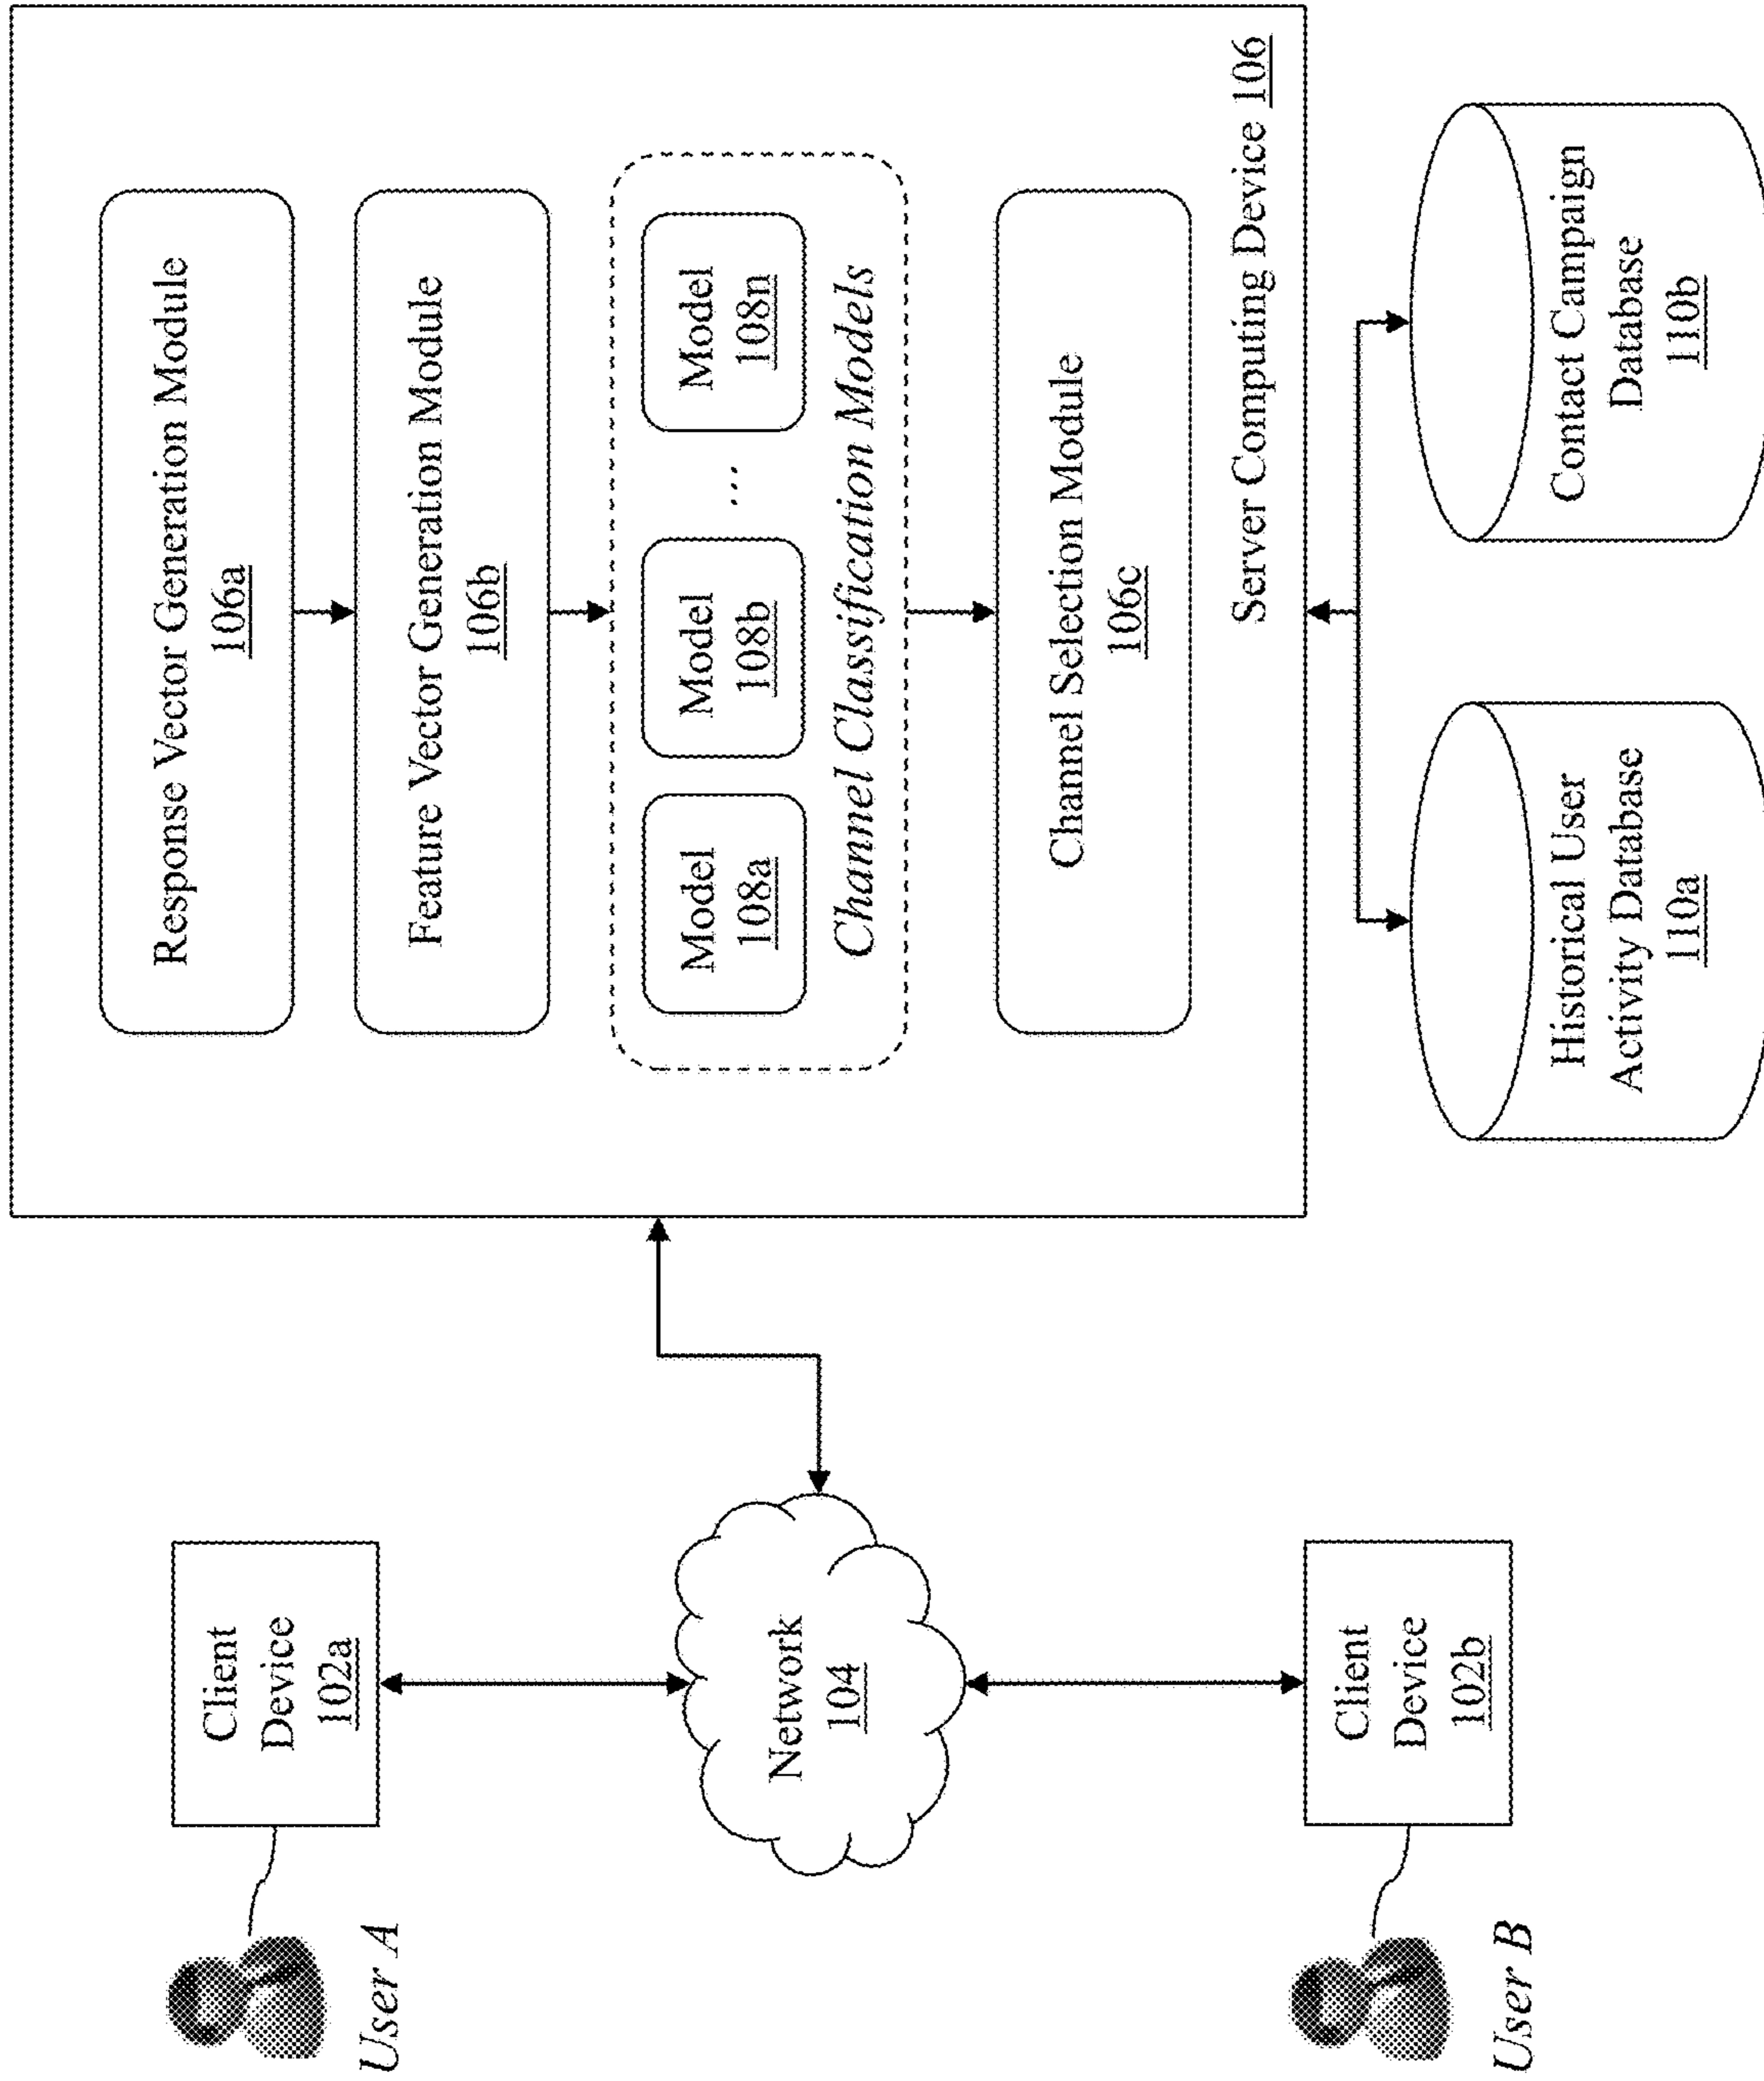 User A
Client
Device
102a
Network
104
User B
Client
Device
102b
Response Vector Generation Module
106a
Feature Vector Generation Module
106b
Model
108a
Model
108b
...
Model
108n
Channel Classification Models
Channel Selection Module
106c
Server Computing Device 106
Historical User
Activity Database
110a
Contact Campaign
Database
110b